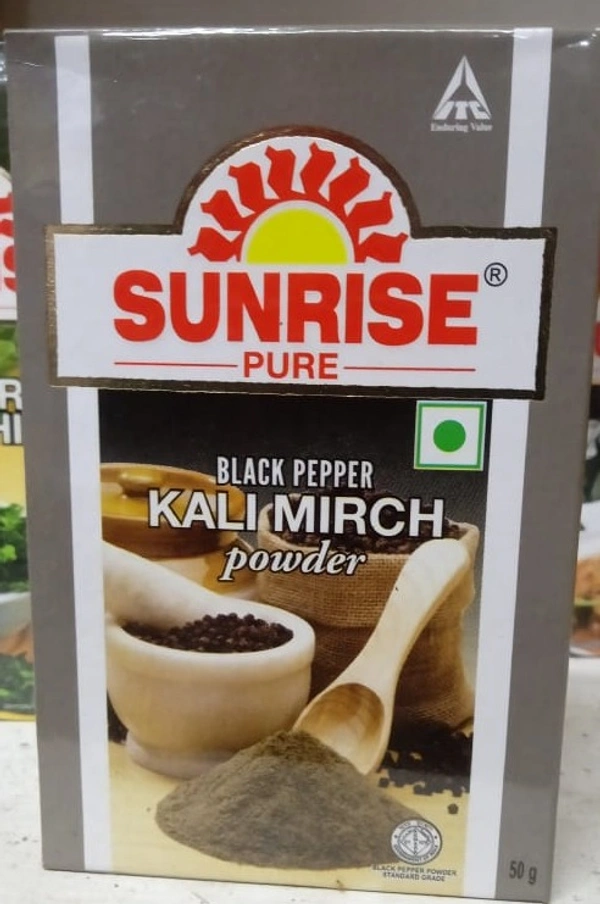 ITC
Enduring Value
SUNRISE®
PURE
BLACK PEPPER
KALI MIRCH
powder
BLACK PEPPER POWDER
STANDARD GRADE
50 g